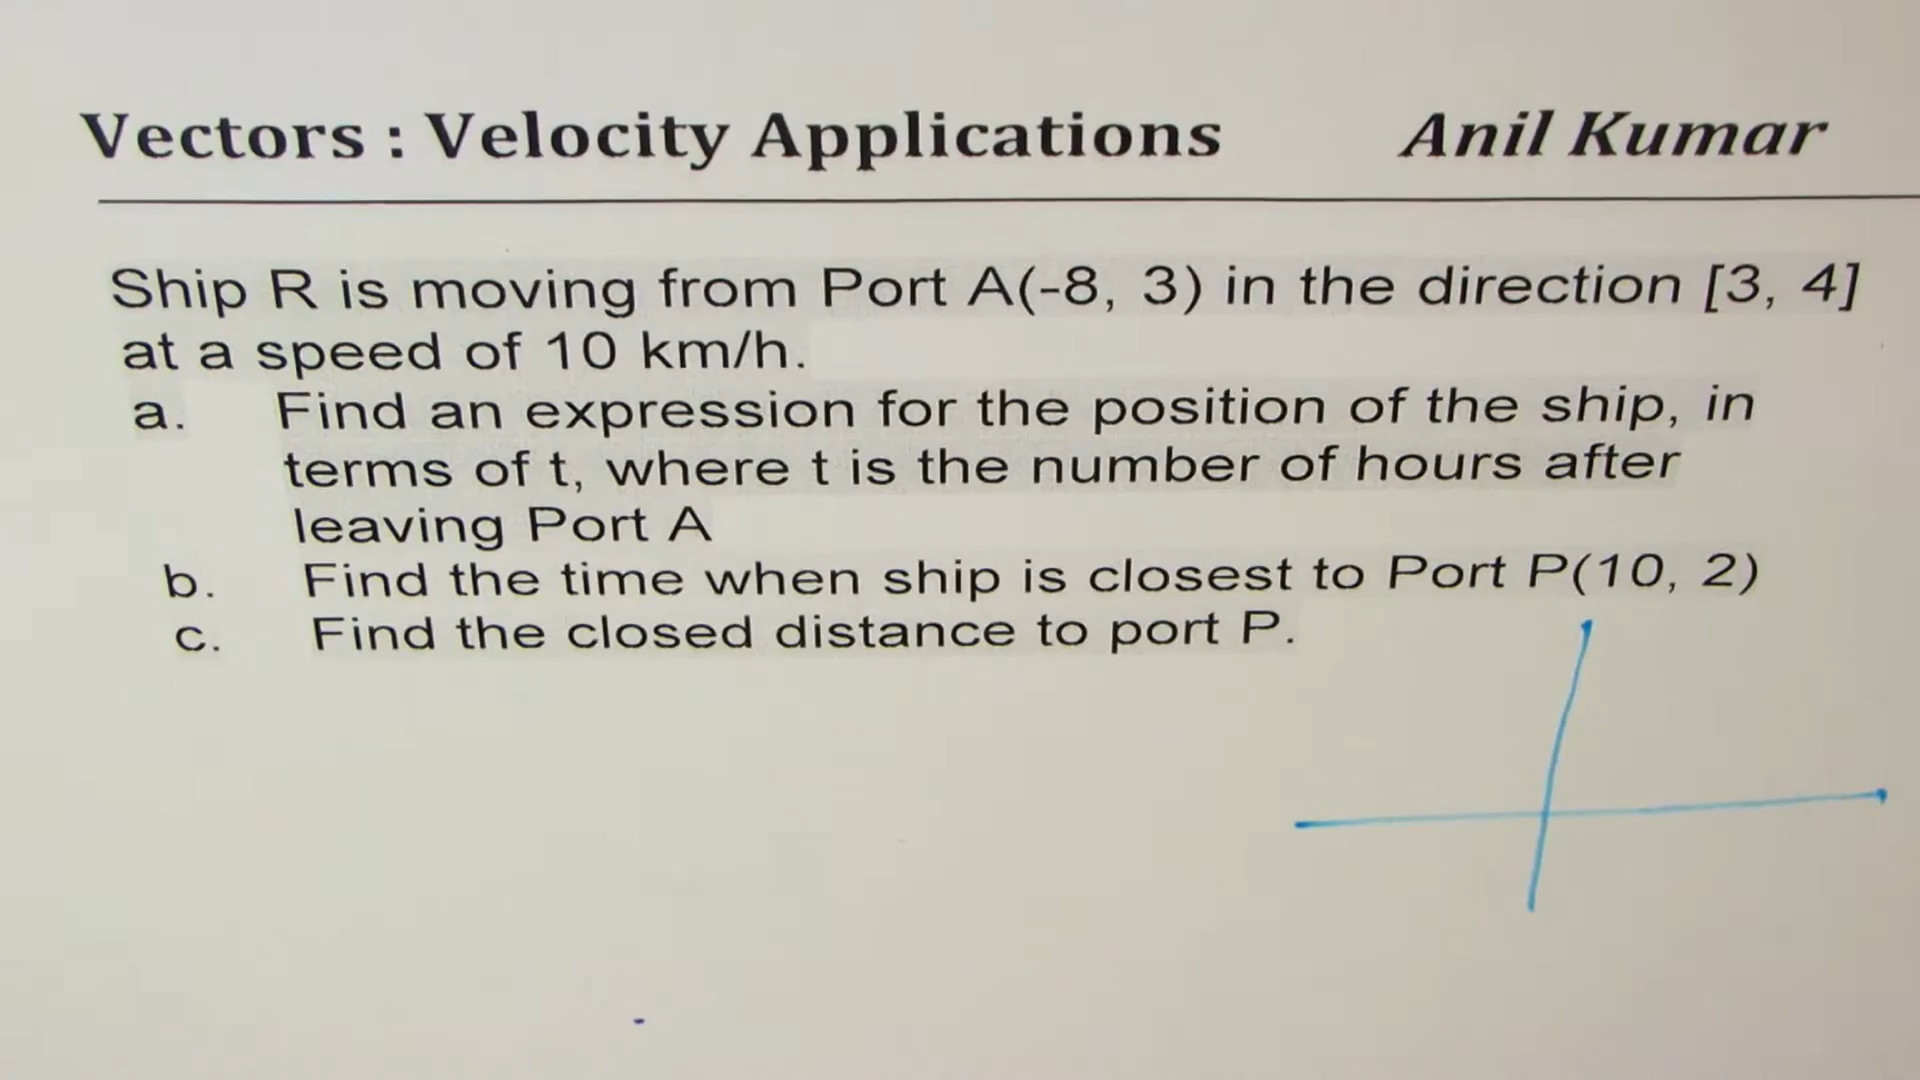 Vectors : Velocity Applications Anil Kumar
Ship R is moving from Port A(-8, 3) in the direction [3, 4]
at a speed of 10 km/h.
a. Find an expression for the position of the ship, in
terms of t, where t is the number of hours after
leaving Port A
b. Find the time when ship is closest to Port P(10, 2)
c. Find the closed distance to port P.